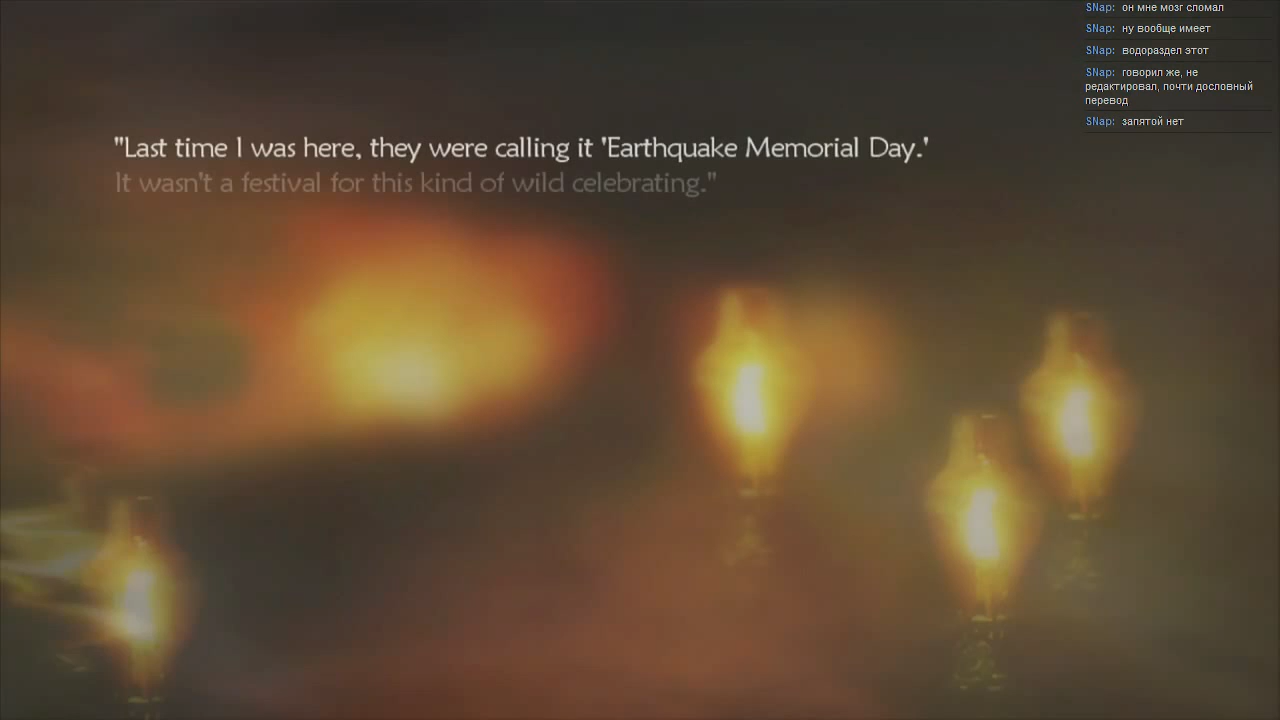 SNap: он мне мозг сломал
SNap: ну вообще имеет
SNap: водораздел этот
SNap: говорил же, не
редактировал, почти дословный
перевод
SNap: запятой нет
"Last time I was here, they were calling it 'Earthquake Memorial Day.'
It wasn't a festival for this kind of wild celebrating."